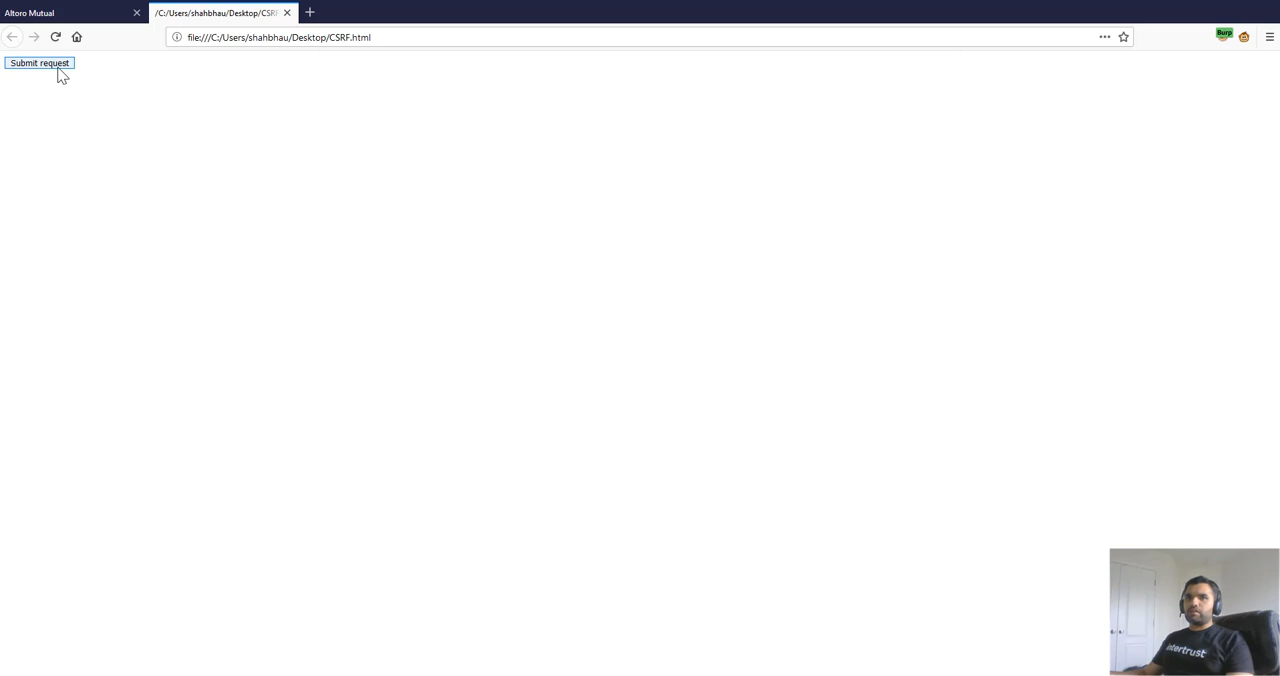 Altoro Mutual
/C:/Users/shahbhau/Desktop/CSRF
file:///C:/Users/shahbhau/Desktop/CSRF.html
Burp
Submit request
intertrust